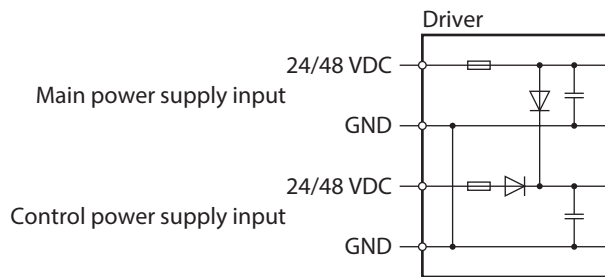 Driver
24/48 VDC
Main power supply input
GND
24/48 VDC
Control power supply input
GND